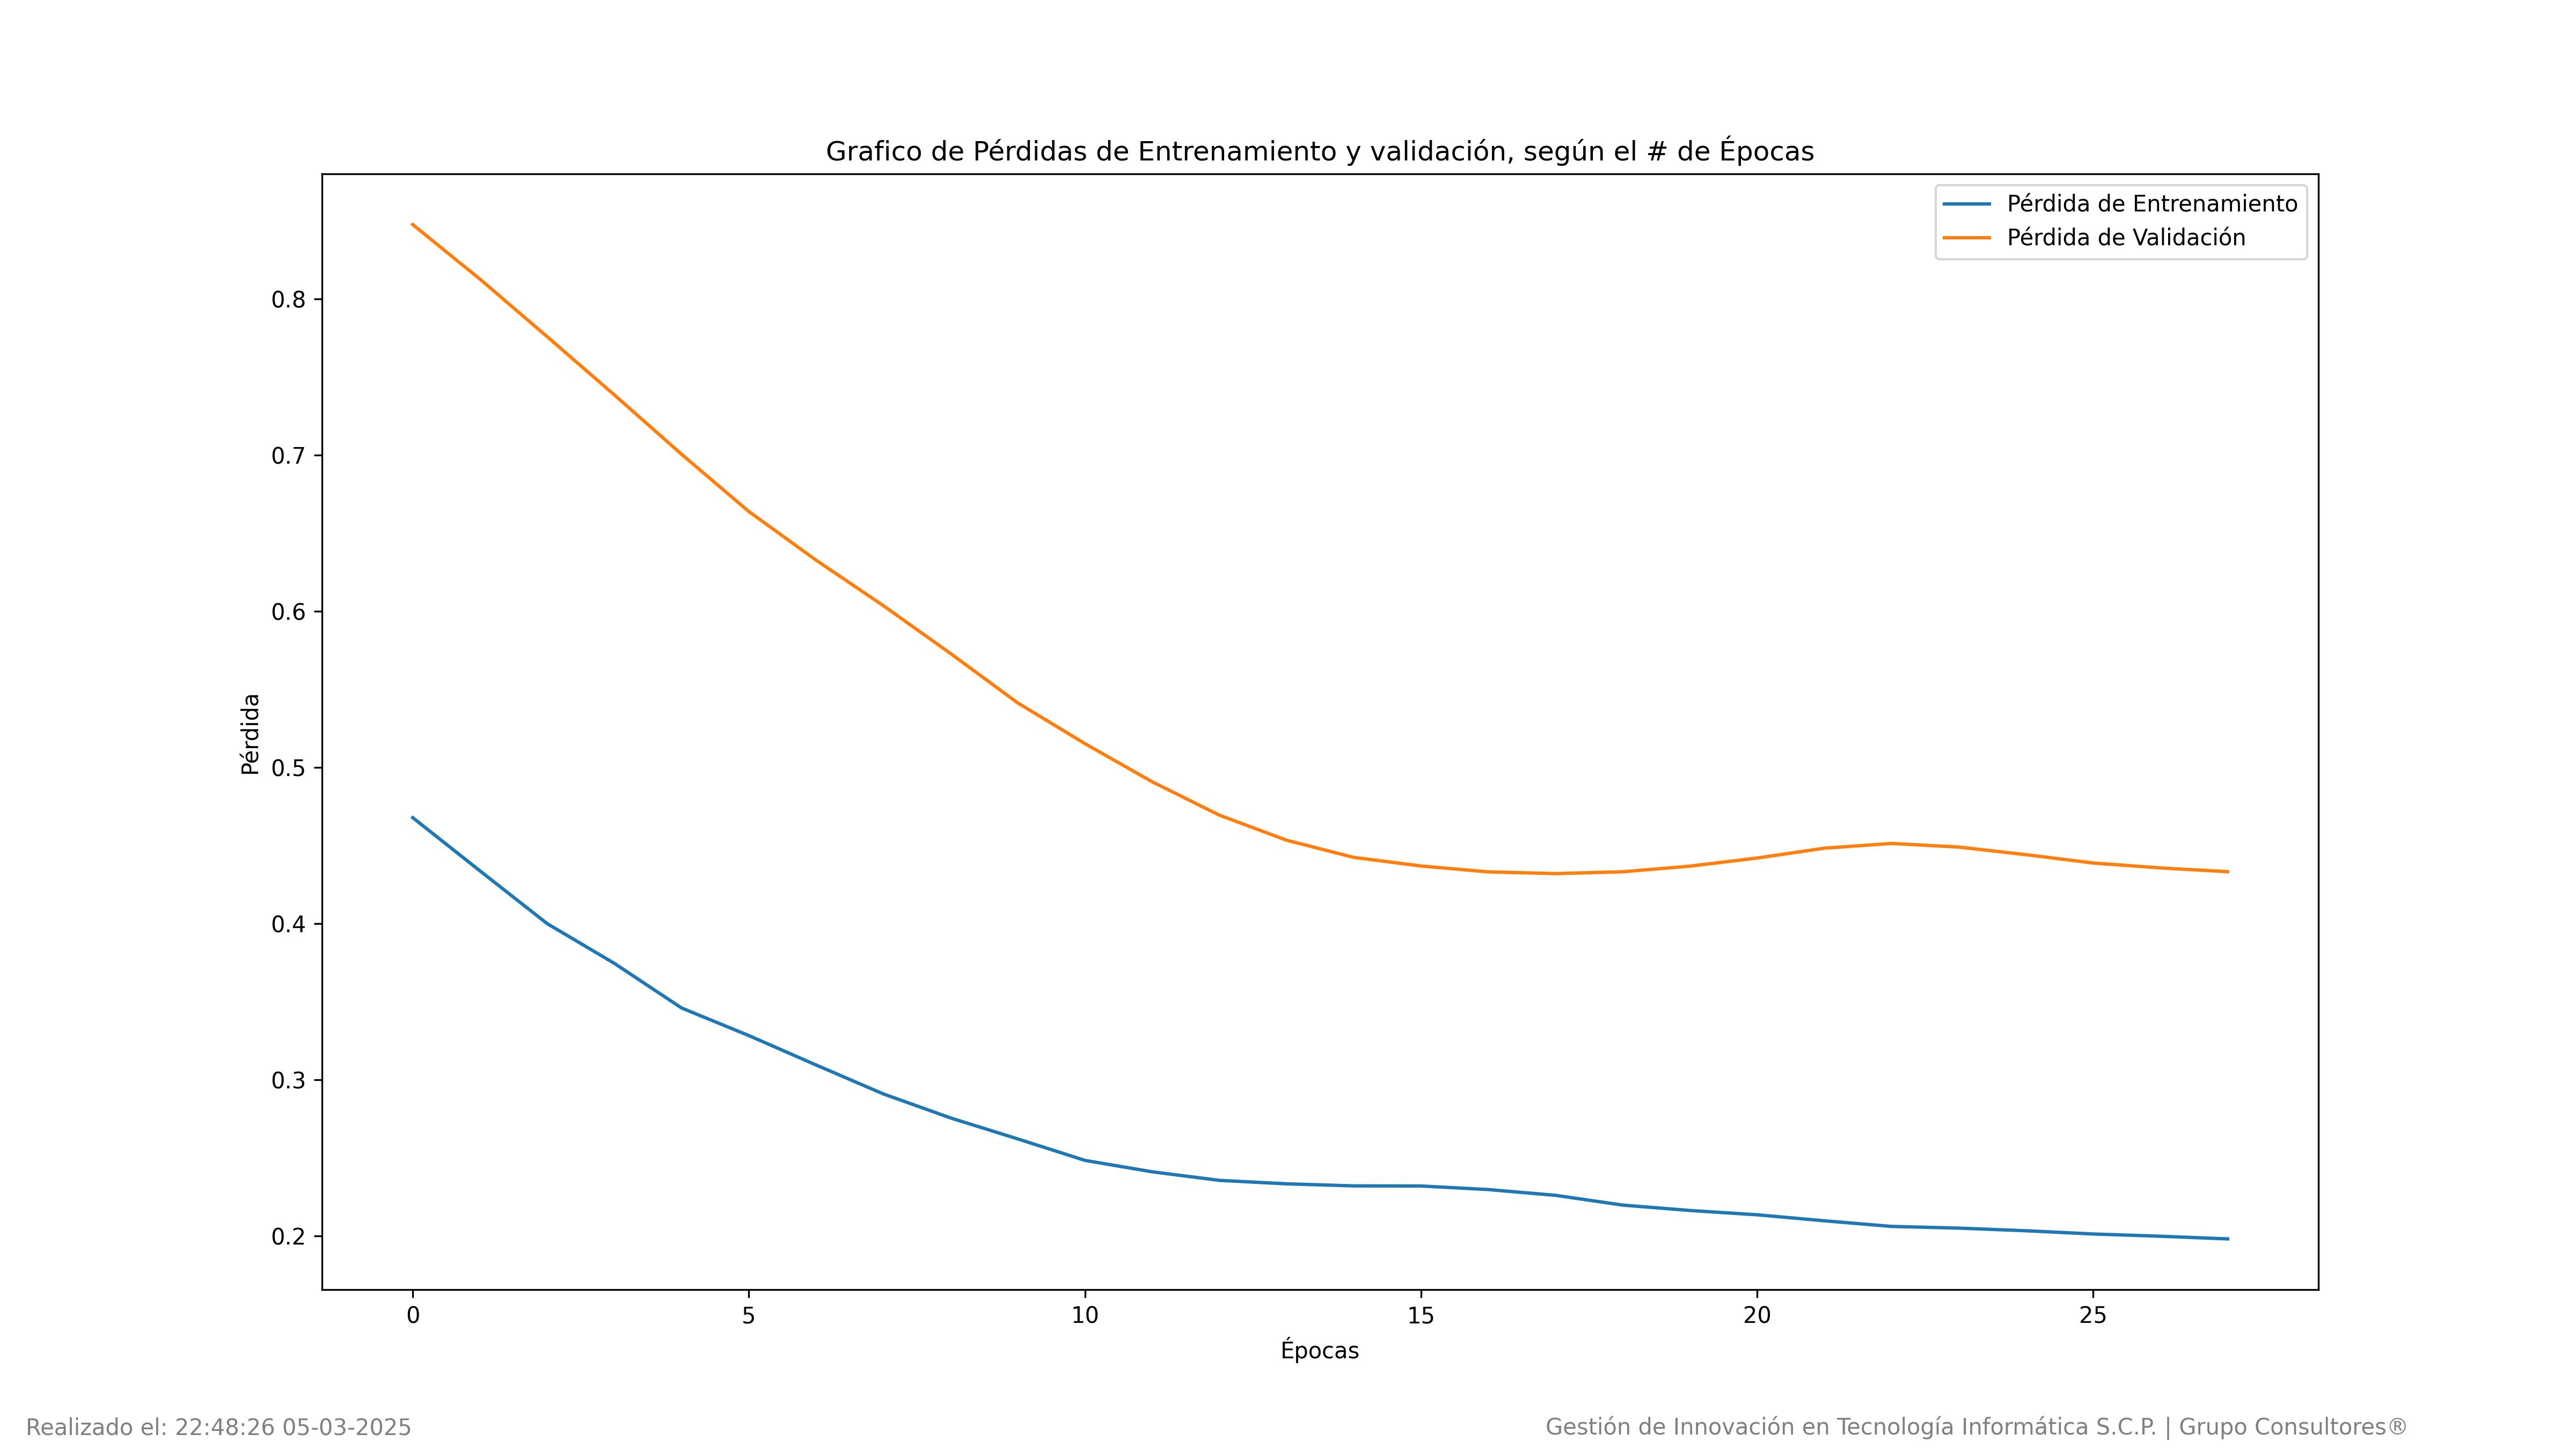 Grafico de Pérdidas de Entrenamiento y validación, según el # de Épocas
Pérdida de Entrenamiento
Pérdida de Validación
0.8
0.7
0.6
0.5
0.4
0.3
0.2
Pérdida
0 5 10 15 20 25
Épocas
Realizado el: 22:48:26 05-03-2025
Gestión de Innovación en Tecnología Informática S.C.P. | Grupo Consultores®